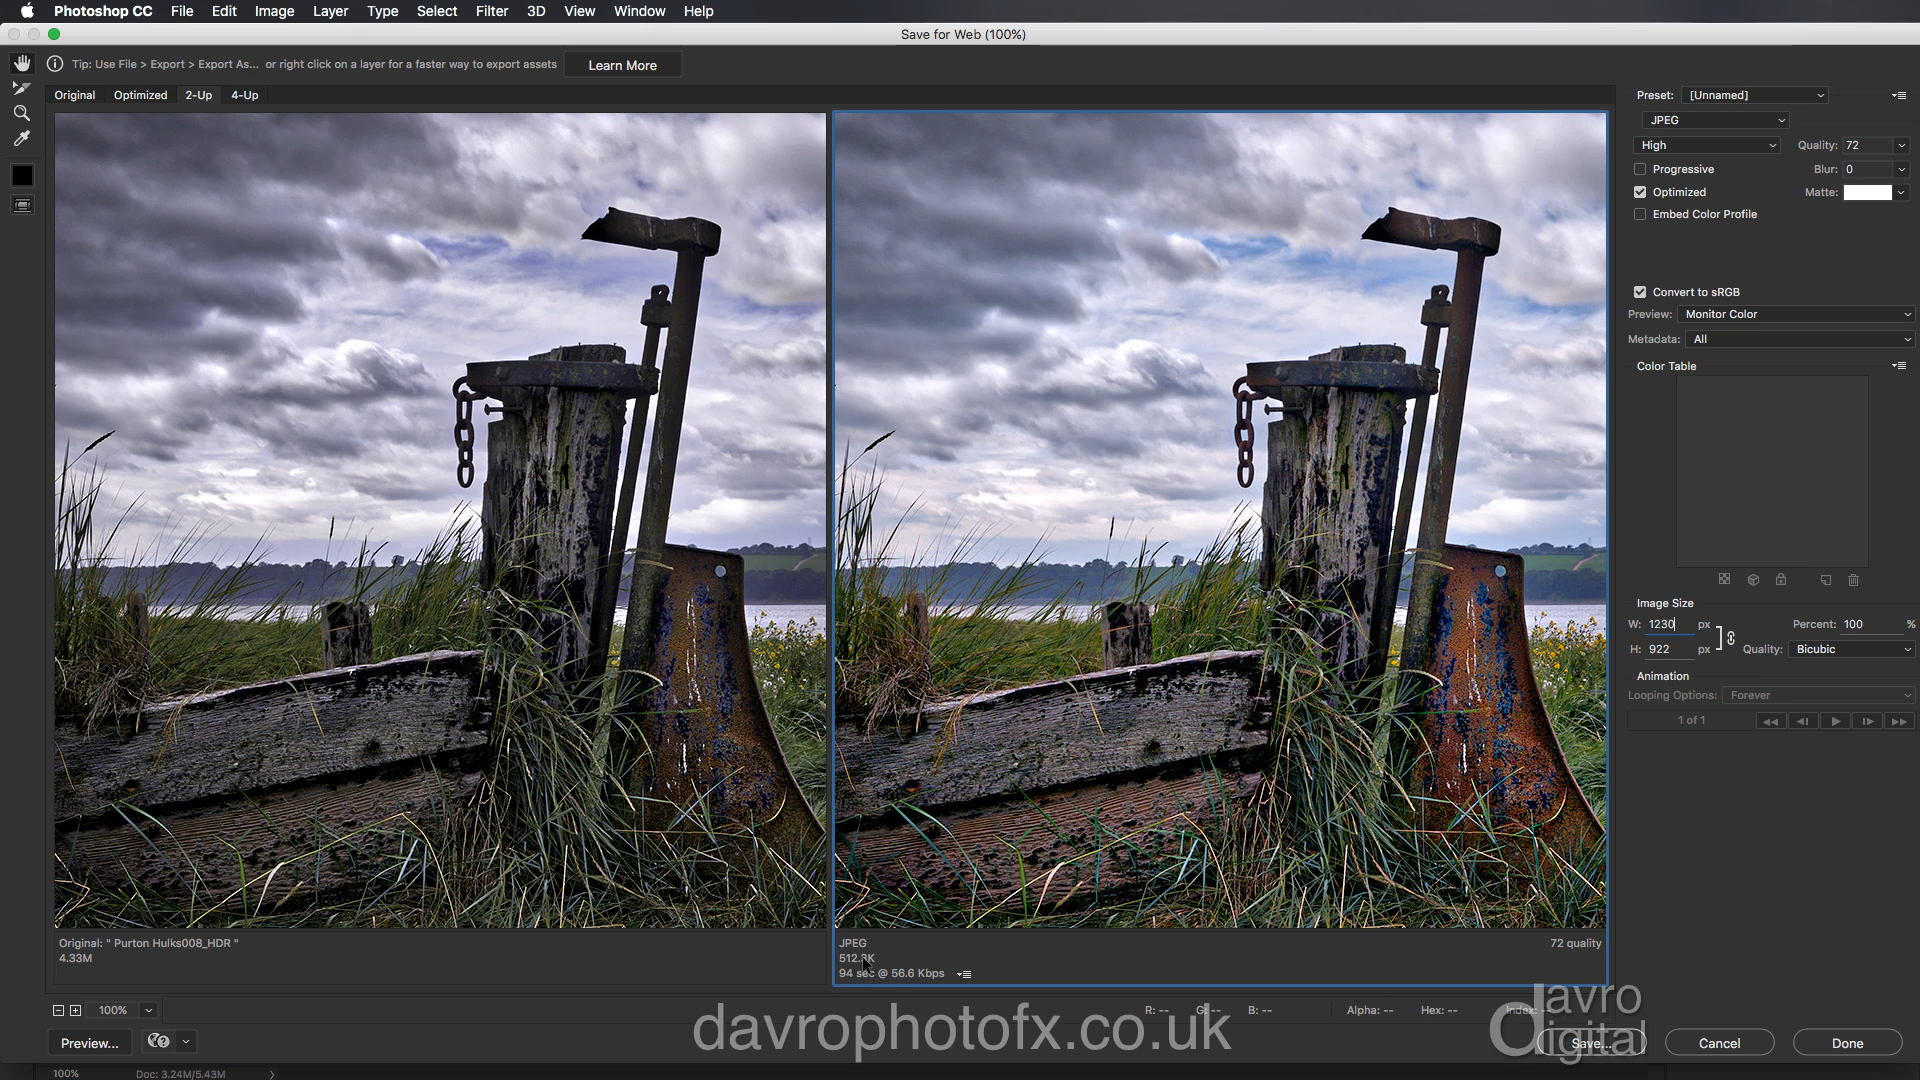 Photoshop CC File Edit Image Layer Type Select Filter 3D View Window Help
Save for Web (100%)
Tip: Use File > Export > Export As... or right click on a layer for a faster way to export assets Learn More
Original Optimized 2-Up 4-Up
Preset: [Unnamed]
JPEG
High Quality: 72
Progressive Blur: 0
Optimized Matte:
Embed Color Profile
Convert to sRGB
Preview: Monitor Color
Metadata: All
Color Table
Image Size
W: 1230 px Percent: 100 %
H: 922 px Quality: Bicubic
Animation
Looping Options: Forever
1 of 1
Original: " Purton Hulks008_HDR "
4.33M
JPEG 72 quality
94 sec @ 56.6 Kbps
100% R: -- G: -- B: -- Alpha: -- Hex: -- Index: --
davrophotofx.co.uk
davro
digital
Preview... Save... Cancel Done
100% Doc: 3.24M/5.43M